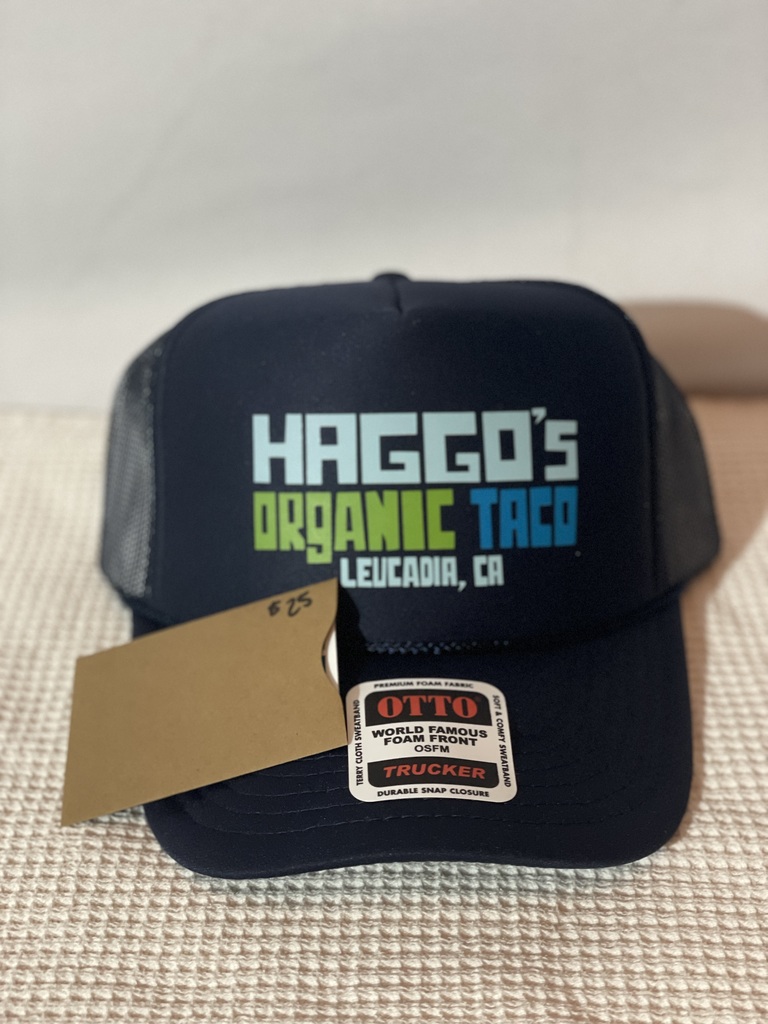 HAGGO's
ORgANIC TACO
LEUCADIA, CA
$25
PREMIUM FOAM FABRIC
TERRY CLOTH SWEATBAND
OTTO
WORLD FAMOUS
FOAM FRONT
OSFM
TRUCKER
SOFT & COMFY SWEATBAND
DURABLE SNAP CLOSURE